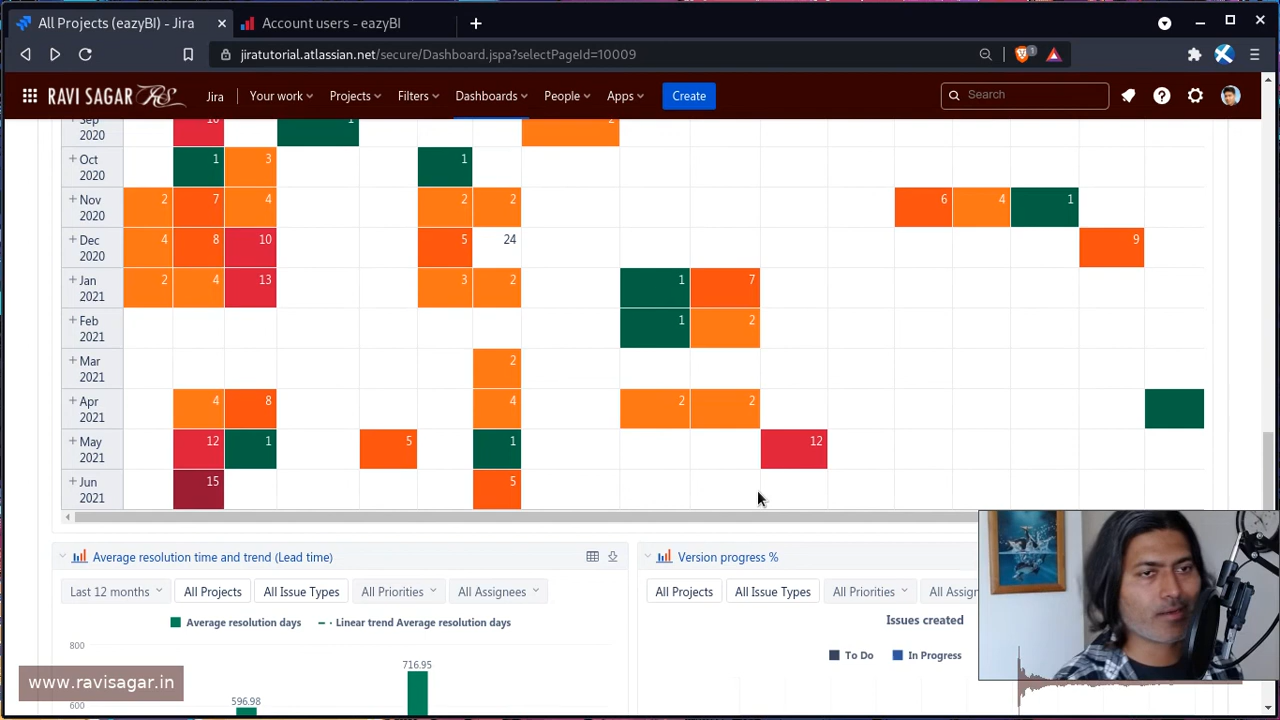 All Projects (eazyBI) - Jira
Account users - eazyBI
jiratutorial.atlassian.net/secure/Dashboard.jspa?selectPageId=10009
1
RAVI SAGAR RS
Jira
Your work
Projects
Filters
Dashboards
People
Apps
Create
Search
Sep 2020 1 2
Oct 2020 1 3 1
Nov 2020 2 7 4 2 2 6 4 1
Dec 2020 4 8 10 5 24 9
Jan 2021 2 4 13 3 2 1 7
Feb 2021 1 2
Mar 2021 2
Apr 2021 4 8 4 2 2
May 2021 12 1 5 1 12
Jun 2021 15 5
Average resolution time and trend (Lead time)
Last 12 months All Projects All Issue Types All Priorities All Assignees
Average resolution days Linear trend Average resolution days
800
716.95
596.98
600
Version progress %
All Projects All Issue Types All Priorities
Issues created
To Do In Progress
www.ravisagar.in